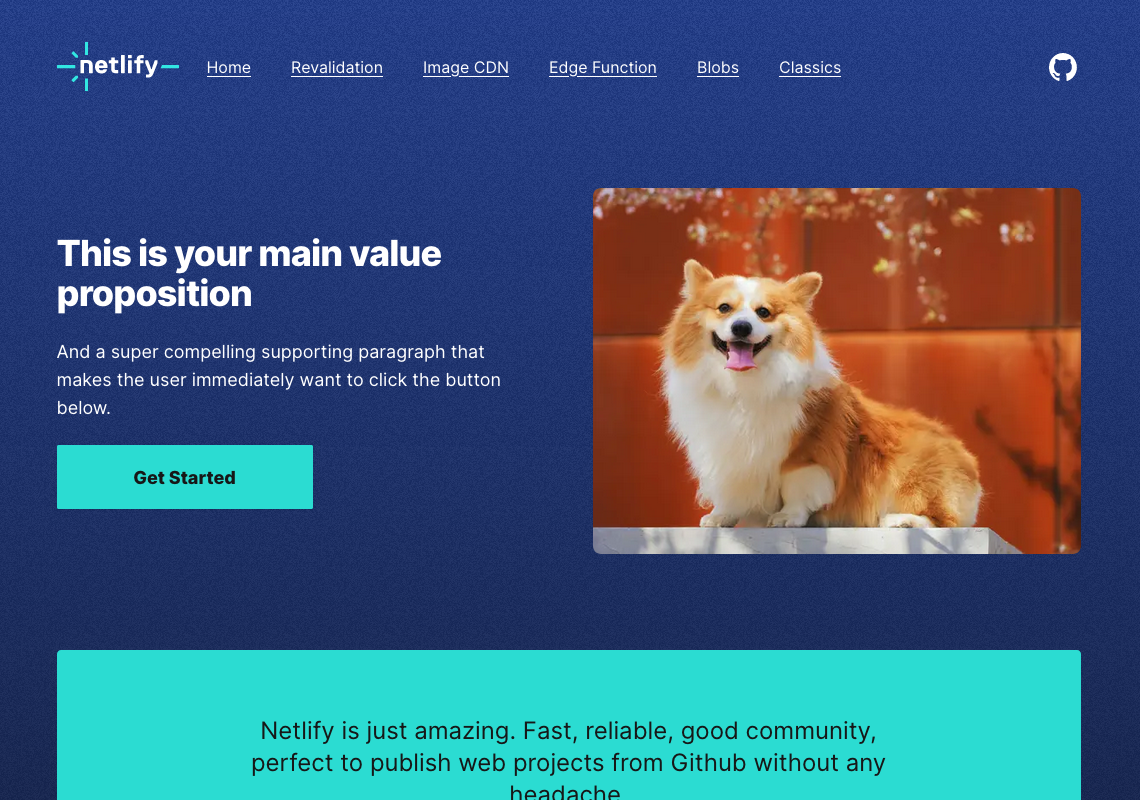 netlify
Home Revalidation Image CDN Edge Function Blobs Classics
This is your main value
proposition
And a super compelling supporting paragraph that
makes the user immediately want to click the button
below.
Get Started
Netlify is just amazing. Fast, reliable, good community,
perfect to publish web projects from Github without any
headache